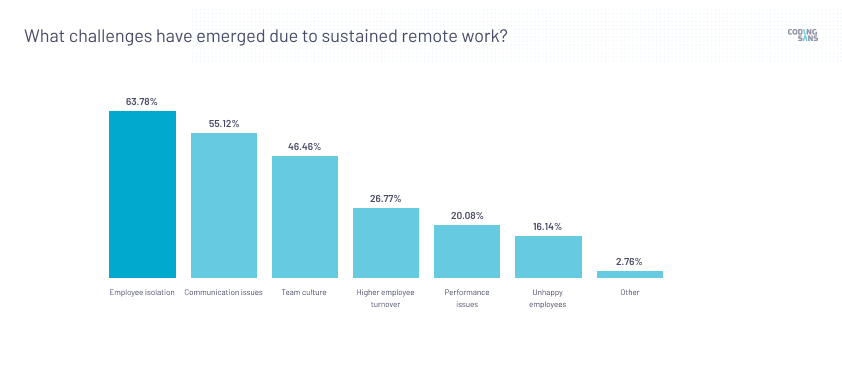 What challenges have emerged due to sustained remote work?
CODING
SANS
63.78%
55.12%
46.46%
26.77%
20.08%
16.14%
2.76%
Employee isolation
Communication issues
Team culture
Higher employee
turnover
Performance
issues
Unhappy
employees
Other